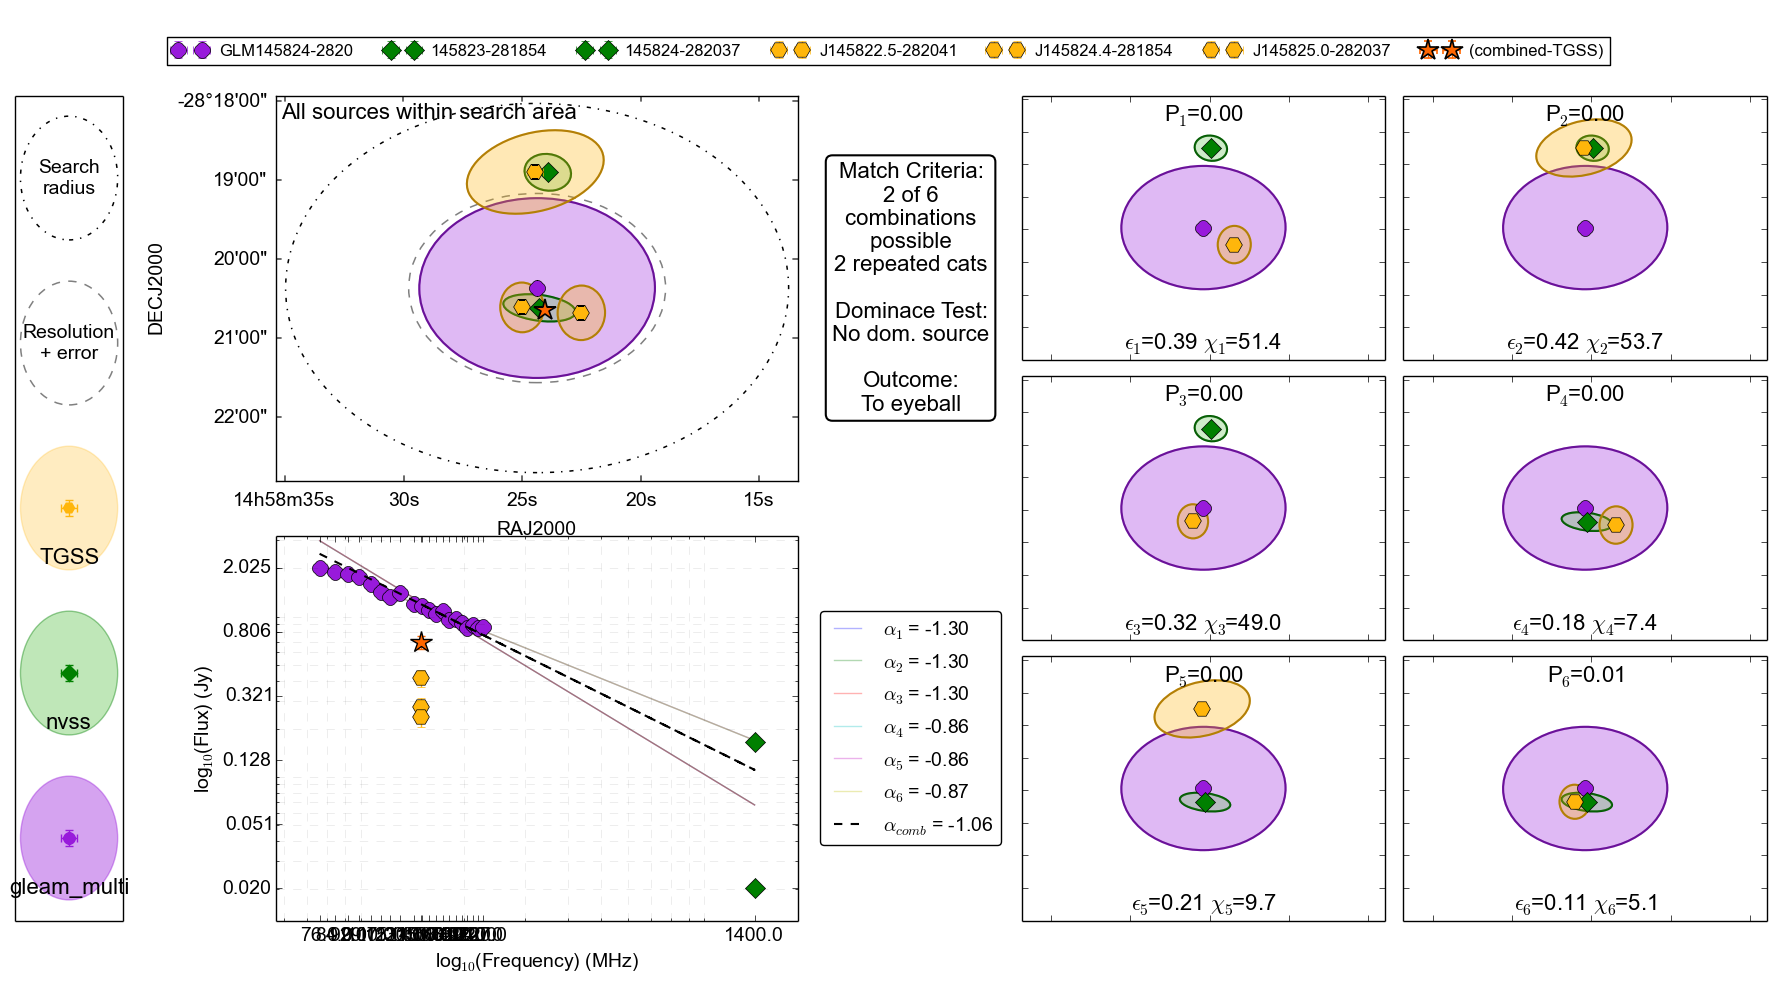 GLM145824-2820 145823-281854 145824-282037 J145822.5-282041 J145824.4-281854 J145825.0-282037 (combined-TGSS)
Search
radius
Resolution
+ error
TGSS
nvss
gleam_multi
All sources within search area
DECJ2000
-28°18'00"
19'00"
20'00"
21'00"
22'00"
14h58m35s 30s 25s 20s 15s
RAJ2000
Match Criteria:
2 of 6
combinations
possible
2 repeated cats
Dominace Test:
No dom. source
Outcome:
To eyeball
log10(Flux) (Jy)
2.025
0.806
0.321
0.128
0.051
0.020
1400.0
log10(Frequency) (MHz)
α1 = -1.30
α2 = -1.30
α3 = -1.30
α4 = -0.86
α5 = -0.86
α6 = -0.87
αcomb = -1.06
P1=0.00
ϵ1=0.39 χ1=51.4
P2=0.00
ϵ2=0.42 χ2=53.7
P3=0.00
ϵ3=0.32 χ3=49.0
P4=0.00
ϵ4=0.18 χ4=7.4
P5=0.00
ϵ5=0.21 χ5=9.7
P6=0.01
ϵ6=0.11 χ6=5.1